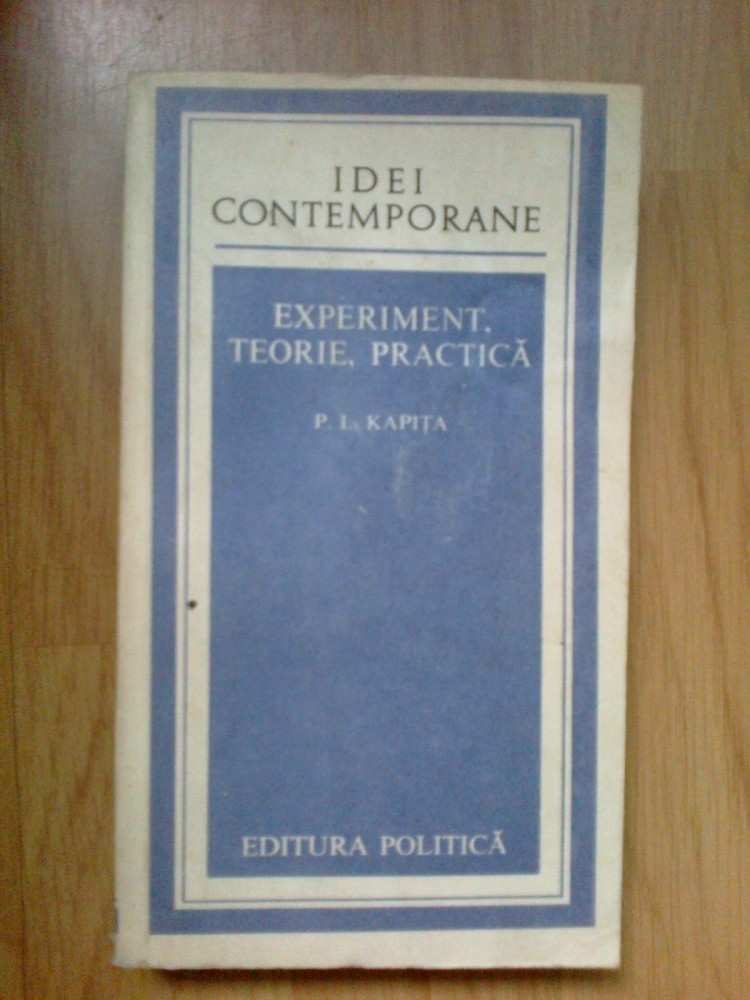 IDEI
CONTEMPORANE
EXPERIMENT,
TEORIE, PRACTICĂ
P. L. KAPIȚA
EDITURA POLITICĂ